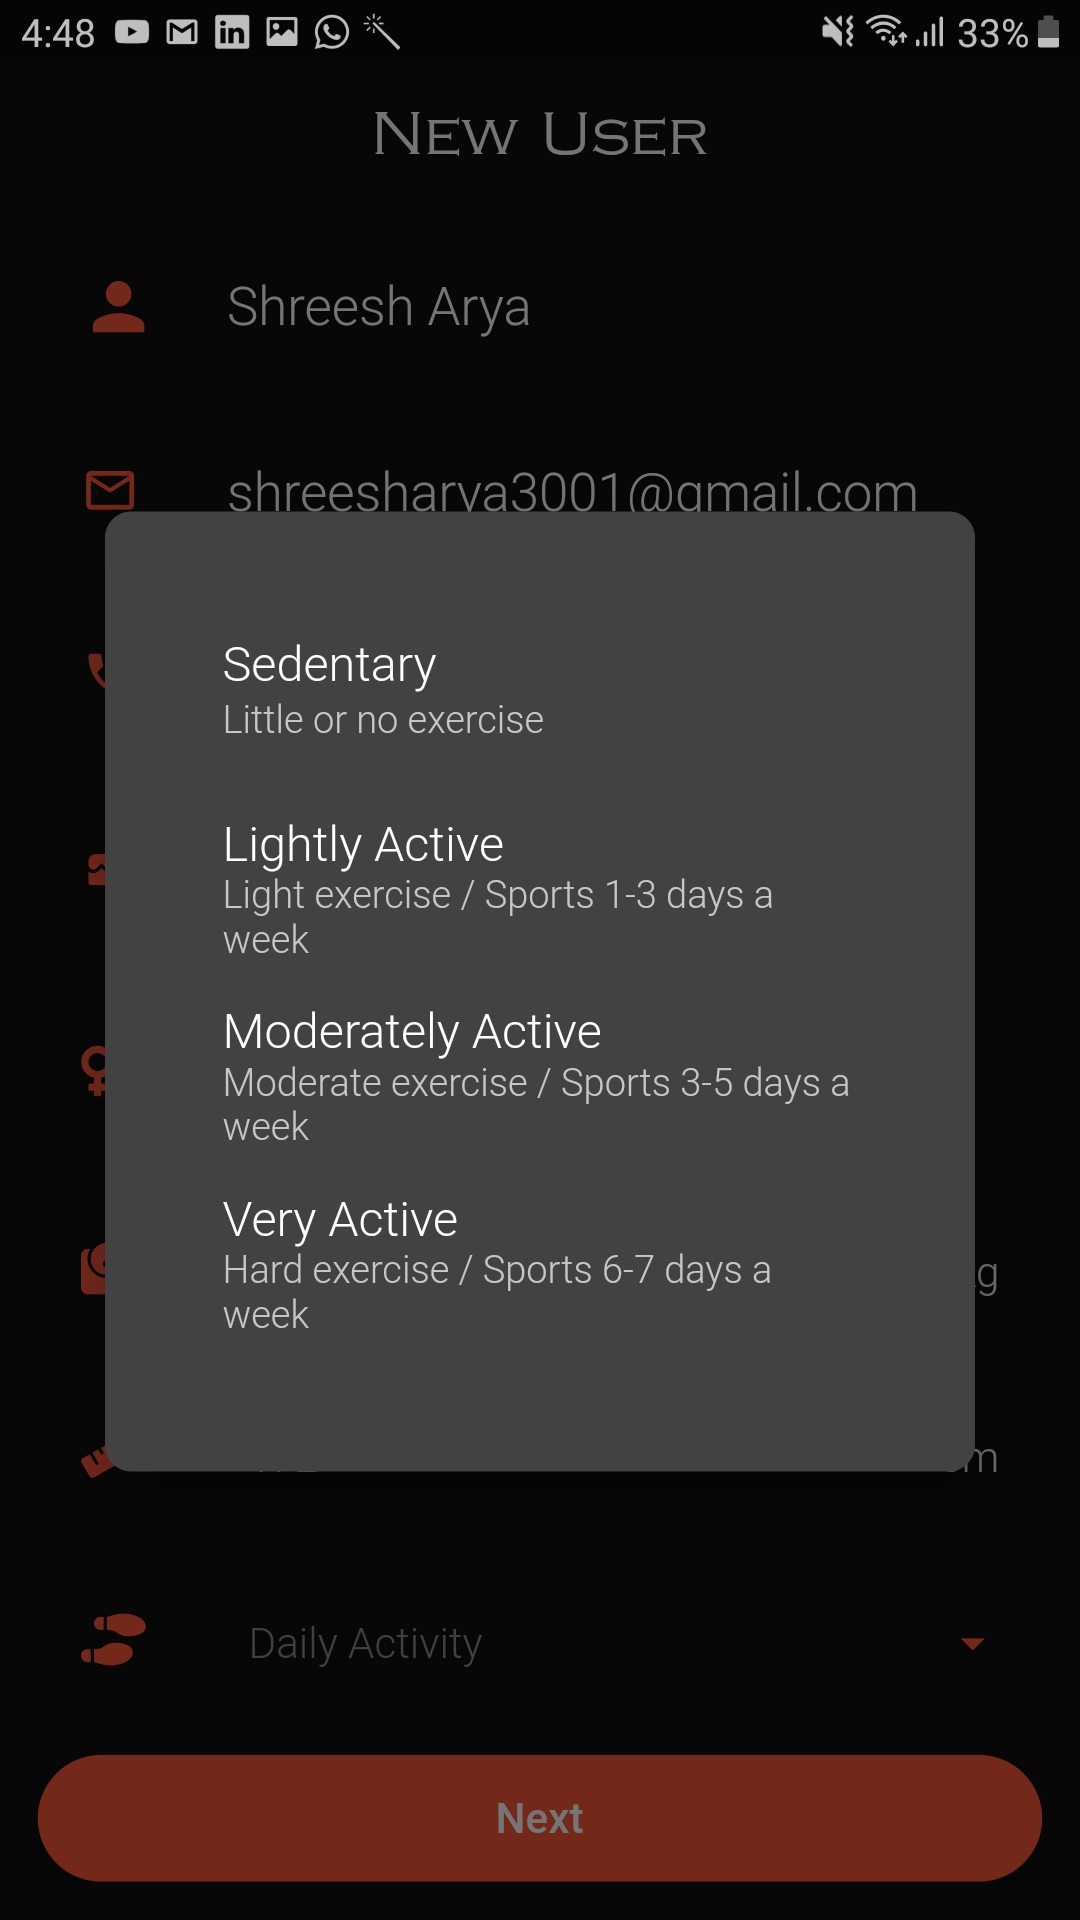 4:48 33%
New User
Shreesh Arya
shreesharya3001@gmail.com
Sedentary
Little or no exercise
Lightly Active
Light exercise / Sports 1-3 days a
week
Moderately Active
Moderate exercise / Sports 3-5 days a
week
Very Active
Hard exercise / Sports 6-7 days a
week
Daily Activity
Next